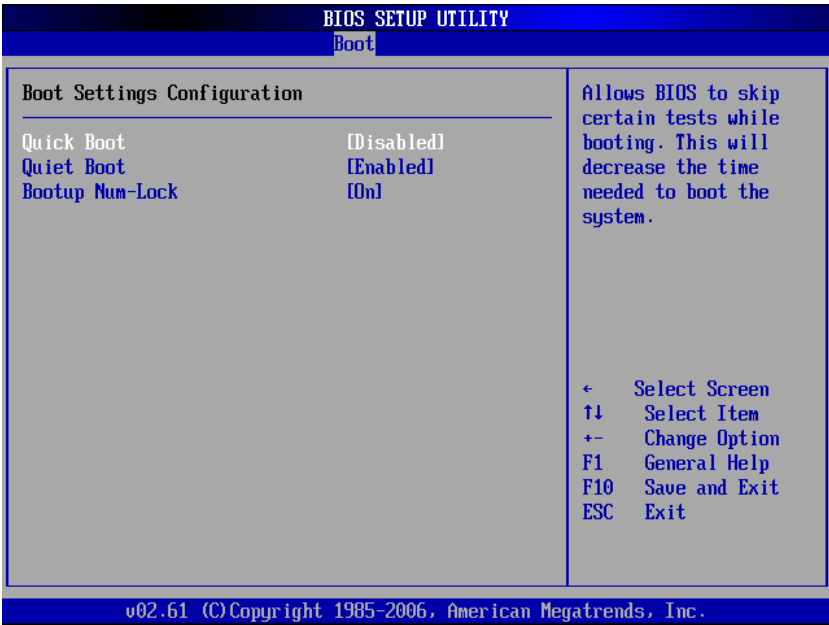 BIOS SETUP UTILITY
Boot
Boot Settings Configuration
Quick Boot [Disabled]
Quiet Boot [Enabled]
Bootup Num-Lock [On]
Allows BIOS to skip
certain tests while
booting. This will
decrease the time
needed to boot the
system.
← Select Screen
↑↓ Select Item
+- Change Option
F1 General Help
F10 Save and Exit
ESC Exit
v02.61 (C)Copyright 1985-2006, American Megatrends, Inc.